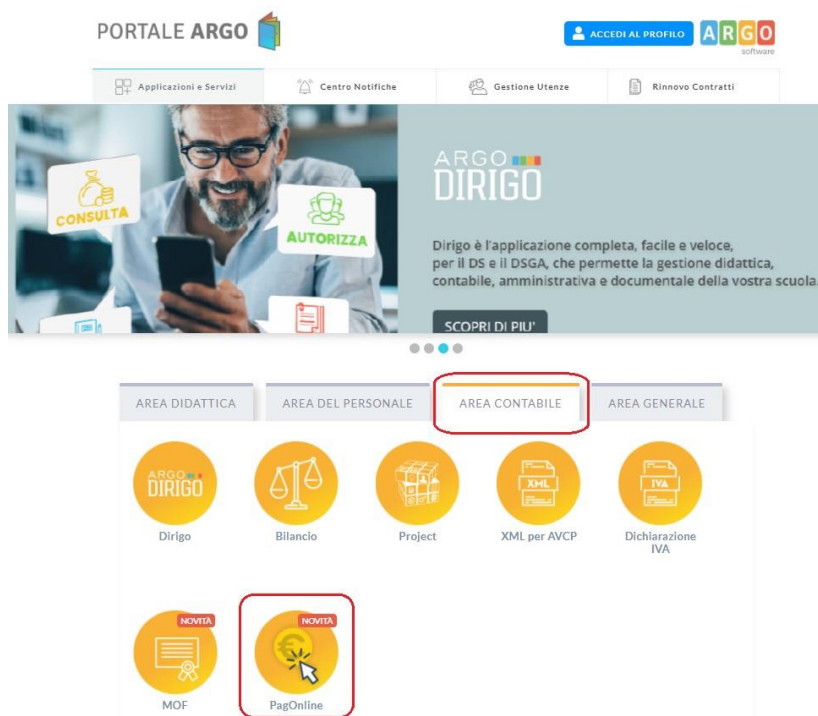 PORTALE ARGO
ACCEDI AL PROFILO
ARGO
software
Applicazioni e Servizi
Centro Notifiche
Gestione Utenze
Rinnovo Contratti
CONSULTA
AUTORIZZA
ARGO
DIRIGO
Dirigo è l'applicazione completa, facile e veloce,
per il DS e il DSGA, che permette la gestione didattica,
contabile, amministrativa e documentale della vostra scuola.
SCOPRI DI PIU'
AREA DIDATTICA
AREA DEL PERSONALE
AREA CONTABILE
AREA GENERALE
ARGO
DIRIGO
XML
IVA
Dirigo
Bilancio
Project
XML per AVCP
Dichiarazione
IVA
NOVITÀ
NOVITÀ
€
MOF
PagOnline